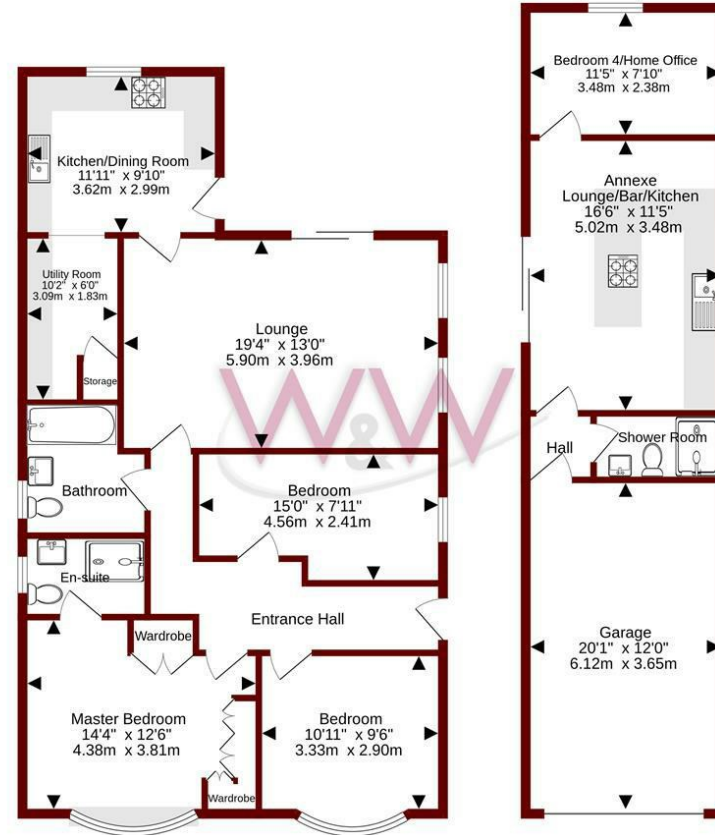 Kitchen/Dining Room
11'11" x 9'10"
3.62m x 2.99m
Utility Room
10'2" x 6'0"
3.09m x 1.83m
Storage
Lounge
19'4" x 13'0"
5.90m x 3.96m
W&W
Bathroom
Bedroom
15'0" x 7'11"
4.56m x 2.41m
En-suite
Entrance Hall
Wardrobe
Master Bedroom
14'4" x 12'6"
4.38m x 3.81m
Wardrobe
Bedroom
10'11" x 9'6"
3.33m x 2.90m
Bedroom 4/Home Office
11'5" x 7'10"
3.48m x 2.38m
Annexe
Lounge/Bar/Kitchen
16'6" x 11'5"
5.02m x 3.48m
Hall
Shower Room
Garage
20'1" x 12'0"
6.12m x 3.65m